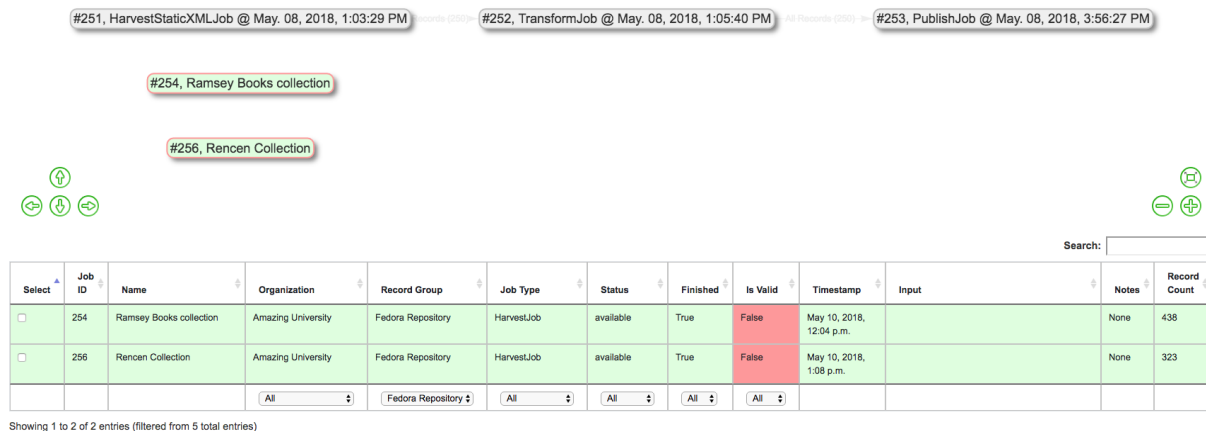 #251, HarvestStaticXMLJob @ May. 08, 2018, 1:03:29 PM Records (250) #252, TransformJob @ May. 08, 2018, 1:05:40 PM All Records (250) #253, PublishJob @ May. 08, 2018, 3:56:27 PM
#254, Ramsey Books collection
#256, Rencen Collection
Search:
Select Job ID Name Organization Record Group Job Type Status Finished Is Valid Timestamp Input Notes Record Count
254 Ramsey Books collection Amazing University Fedora Repository HarvestJob available True False May 10, 2018, 12:04 p.m. None 438
256 Rencen Collection Amazing University Fedora Repository HarvestJob available True False May 10, 2018, 1:08 p.m. None 323
All Fedora Repository All All All All
Showing 1 to 2 of 2 entries (filtered from 5 total entries)